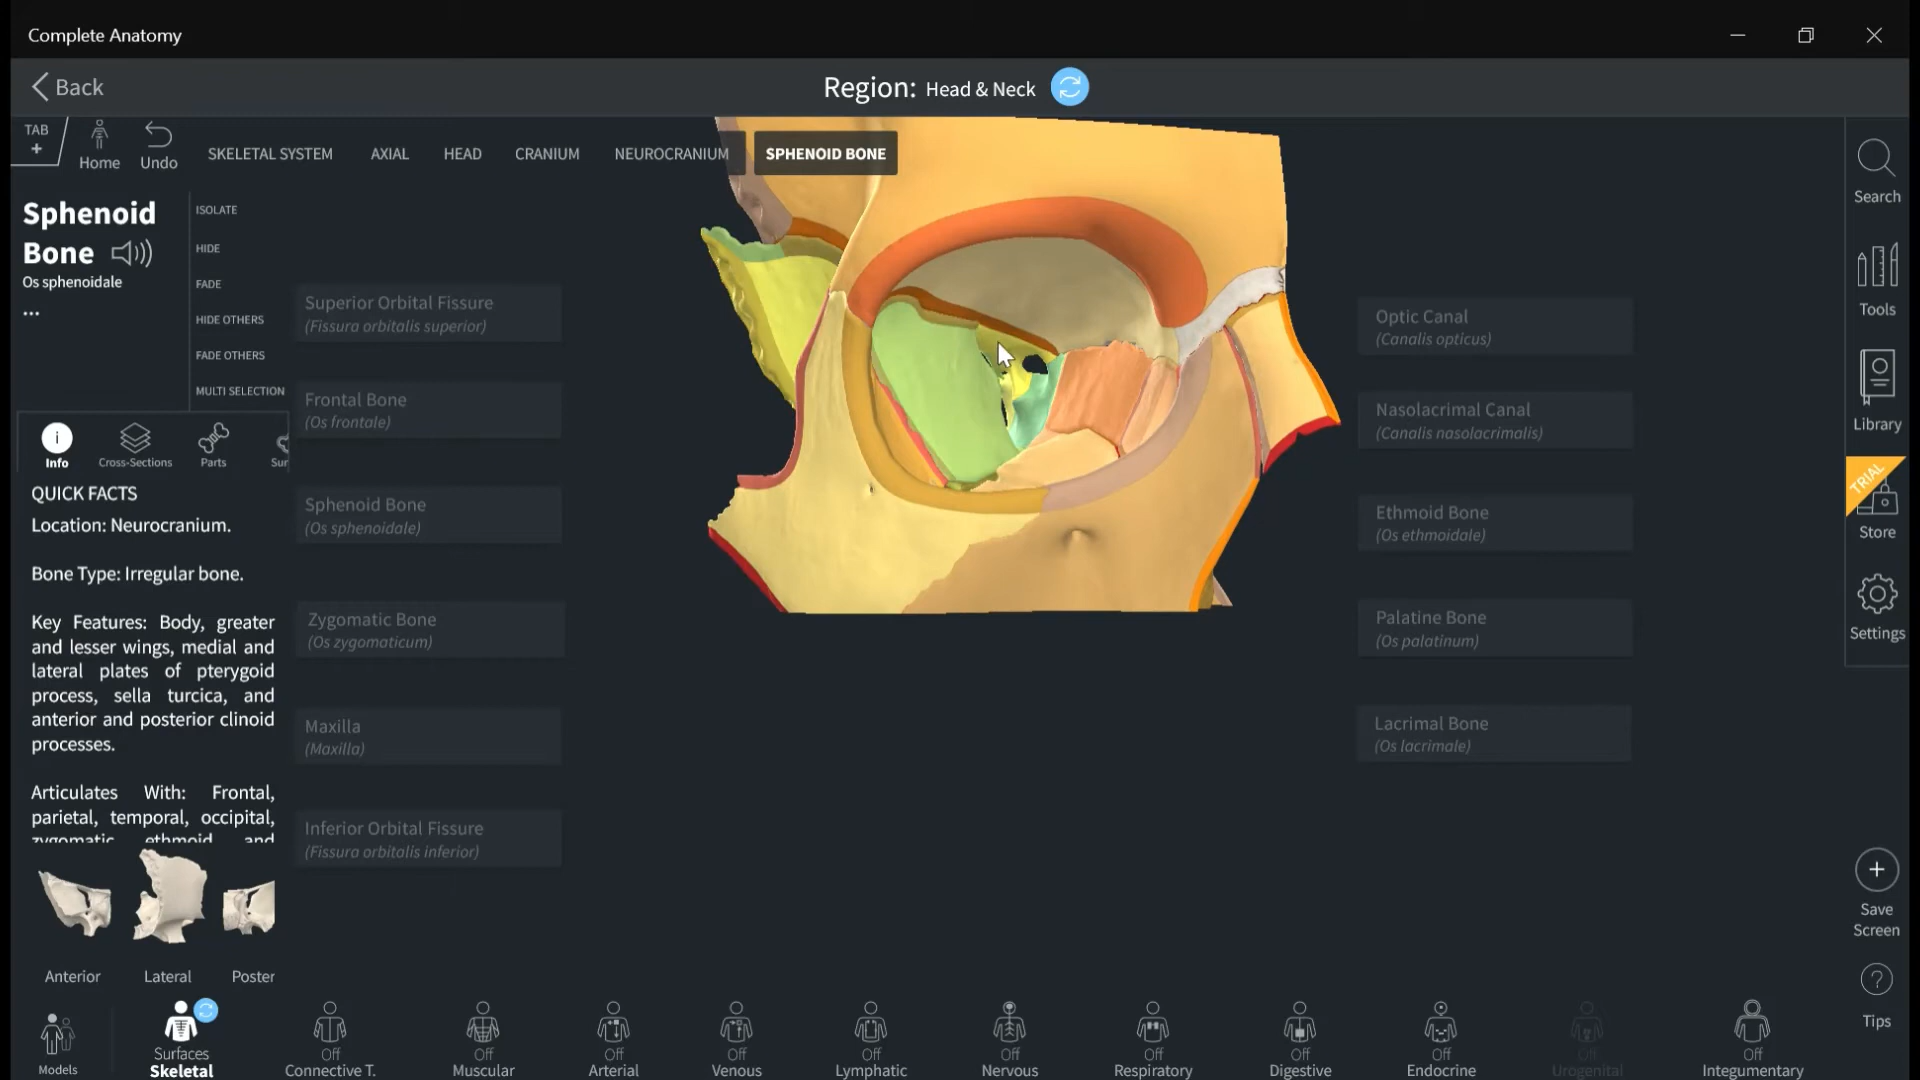 Complete Anatomy
Back
Region: Head & Neck
TAB
+
Home
Undo
SKELETAL SYSTEM
AXIAL
HEAD
CRANIUM
NEUROCRANIUM
SPHENOID BONE
Sphenoid
Bone
Os sphenoidale
...
ISOLATE
HIDE
FADE
HIDE OTHERS
FADE OTHERS
MULTI SELECTION
i
Info
Cross-Sections
Parts
Sur
QUICK FACTS
Location: Neurocranium.
Bone Type: Irregular bone.
Key Features: Body, greater
and lesser wings, medial and
lateral plates of pterygoid
process, sella turcica, and
anterior and posterior clinoid
processes.
Articulates With: Frontal,
parietal, temporal, occipital,
zygomatic, ethmoid and
Anterior
Lateral
Poster
Superior Orbital Fissure
(Fissura orbitalis superior)
Frontal Bone
(Os frontale)
Sphenoid Bone
(Os sphenoidale)
Zygomatic Bone
(Os zygomaticum)
Maxilla
(Maxilla)
Inferior Orbital Fissure
(Fissura orbitalis inferior)
Optic Canal
(Canalis opticus)
Nasolacrimal Canal
(Canalis nasolacrimalis)
Ethmoid Bone
(Os ethmoidale)
Palatine Bone
(Os palatinum)
Lacrimal Bone
(Os lacrimale)
Search
Tools
Library
TRIAL
Store
Settings
+
Save
Screen
?
Tips
Models
Surfaces
Skeletal
Off
Connective T.
Off
Muscular
Off
Arterial
Off
Venous
Off
Lymphatic
Off
Nervous
Off
Respiratory
Off
Digestive
Off
Endocrine
Off
Urogenital
Off
Integumentary